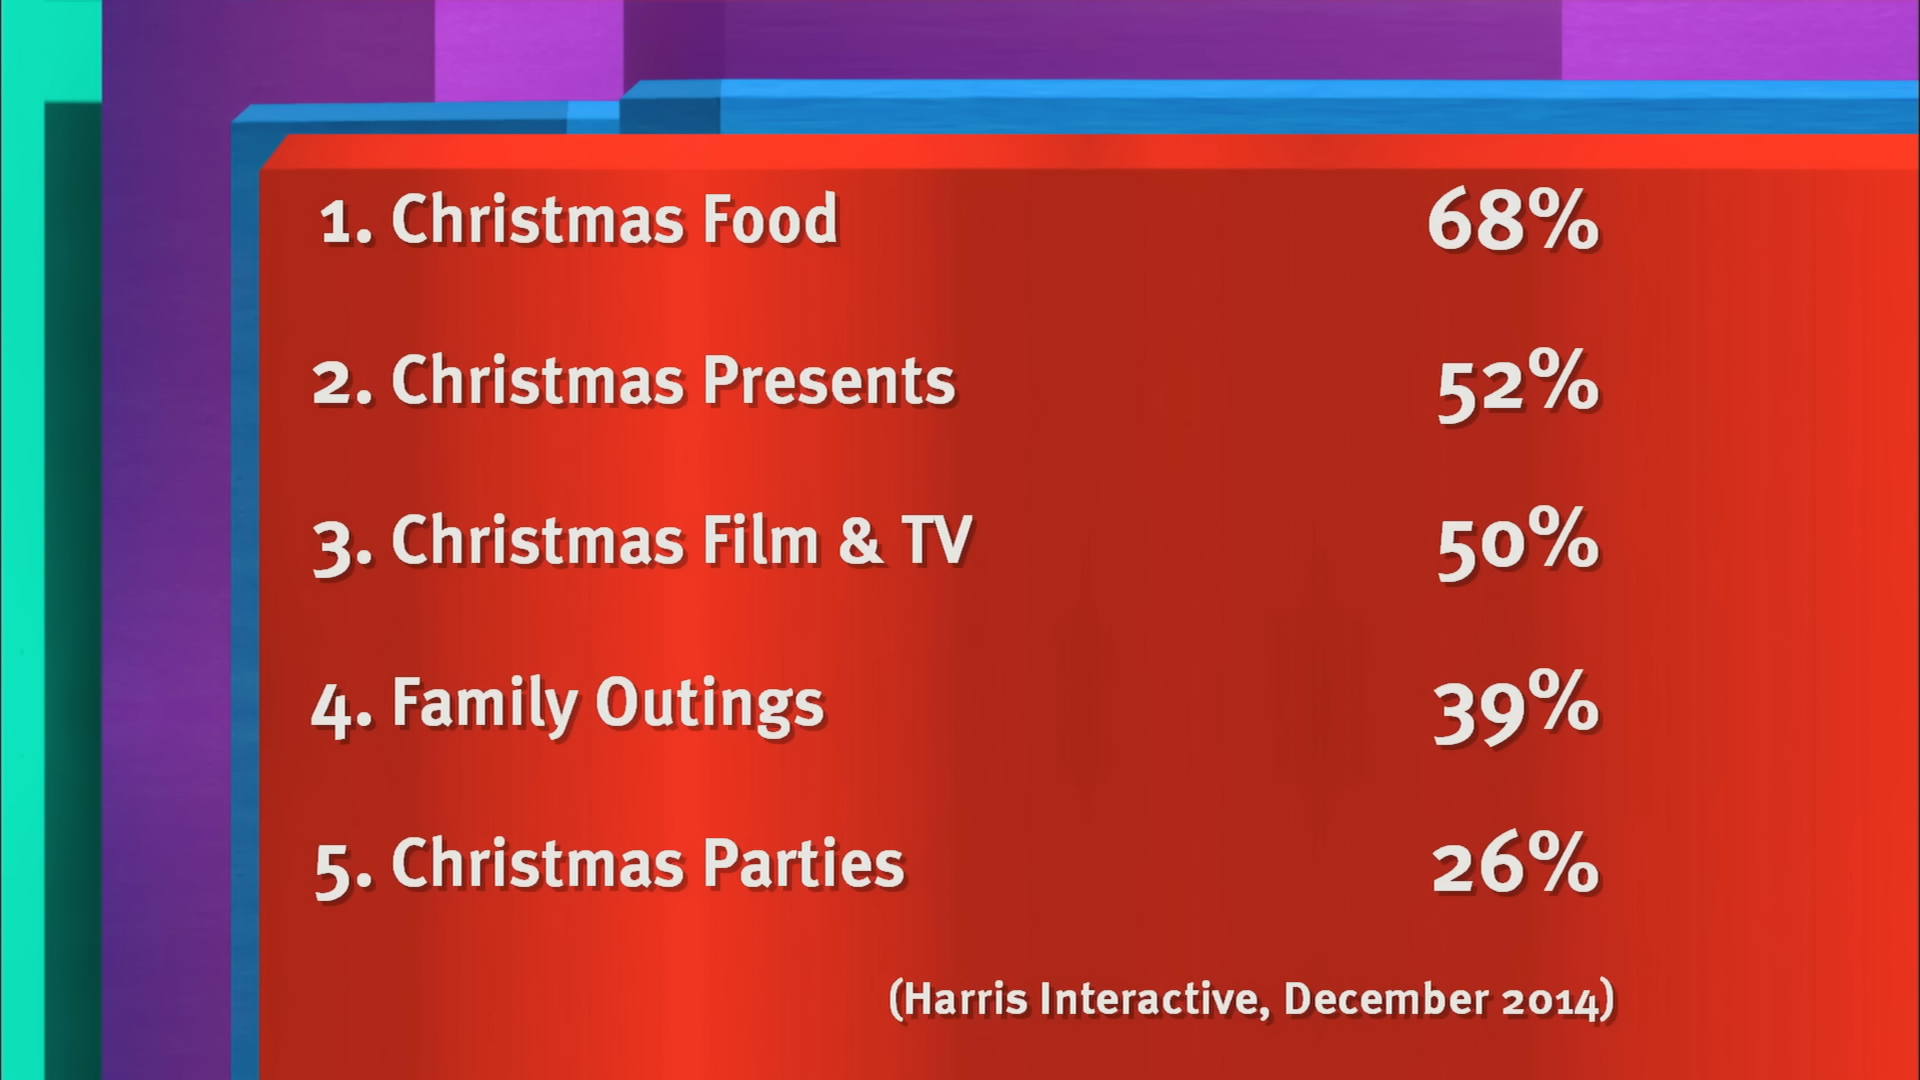 1. Christmas Food 68%
2. Christmas Presents 52%
3. Christmas Film & TV 50%
4. Family Outings 39%
5. Christmas Parties 26%
(Harris Interactive, December 2014)